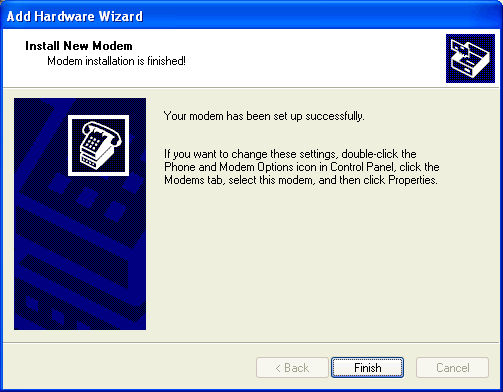 Add Hardware Wizard
Install New Modem
Modem installation is finished!
Your modem has been set up successfully.
If you want to change these settings, double-click the
Phone and Modem Options icon in Control Panel, click the
Modems tab, select this modem, and then click Properties.
< Back
Finish
Cancel